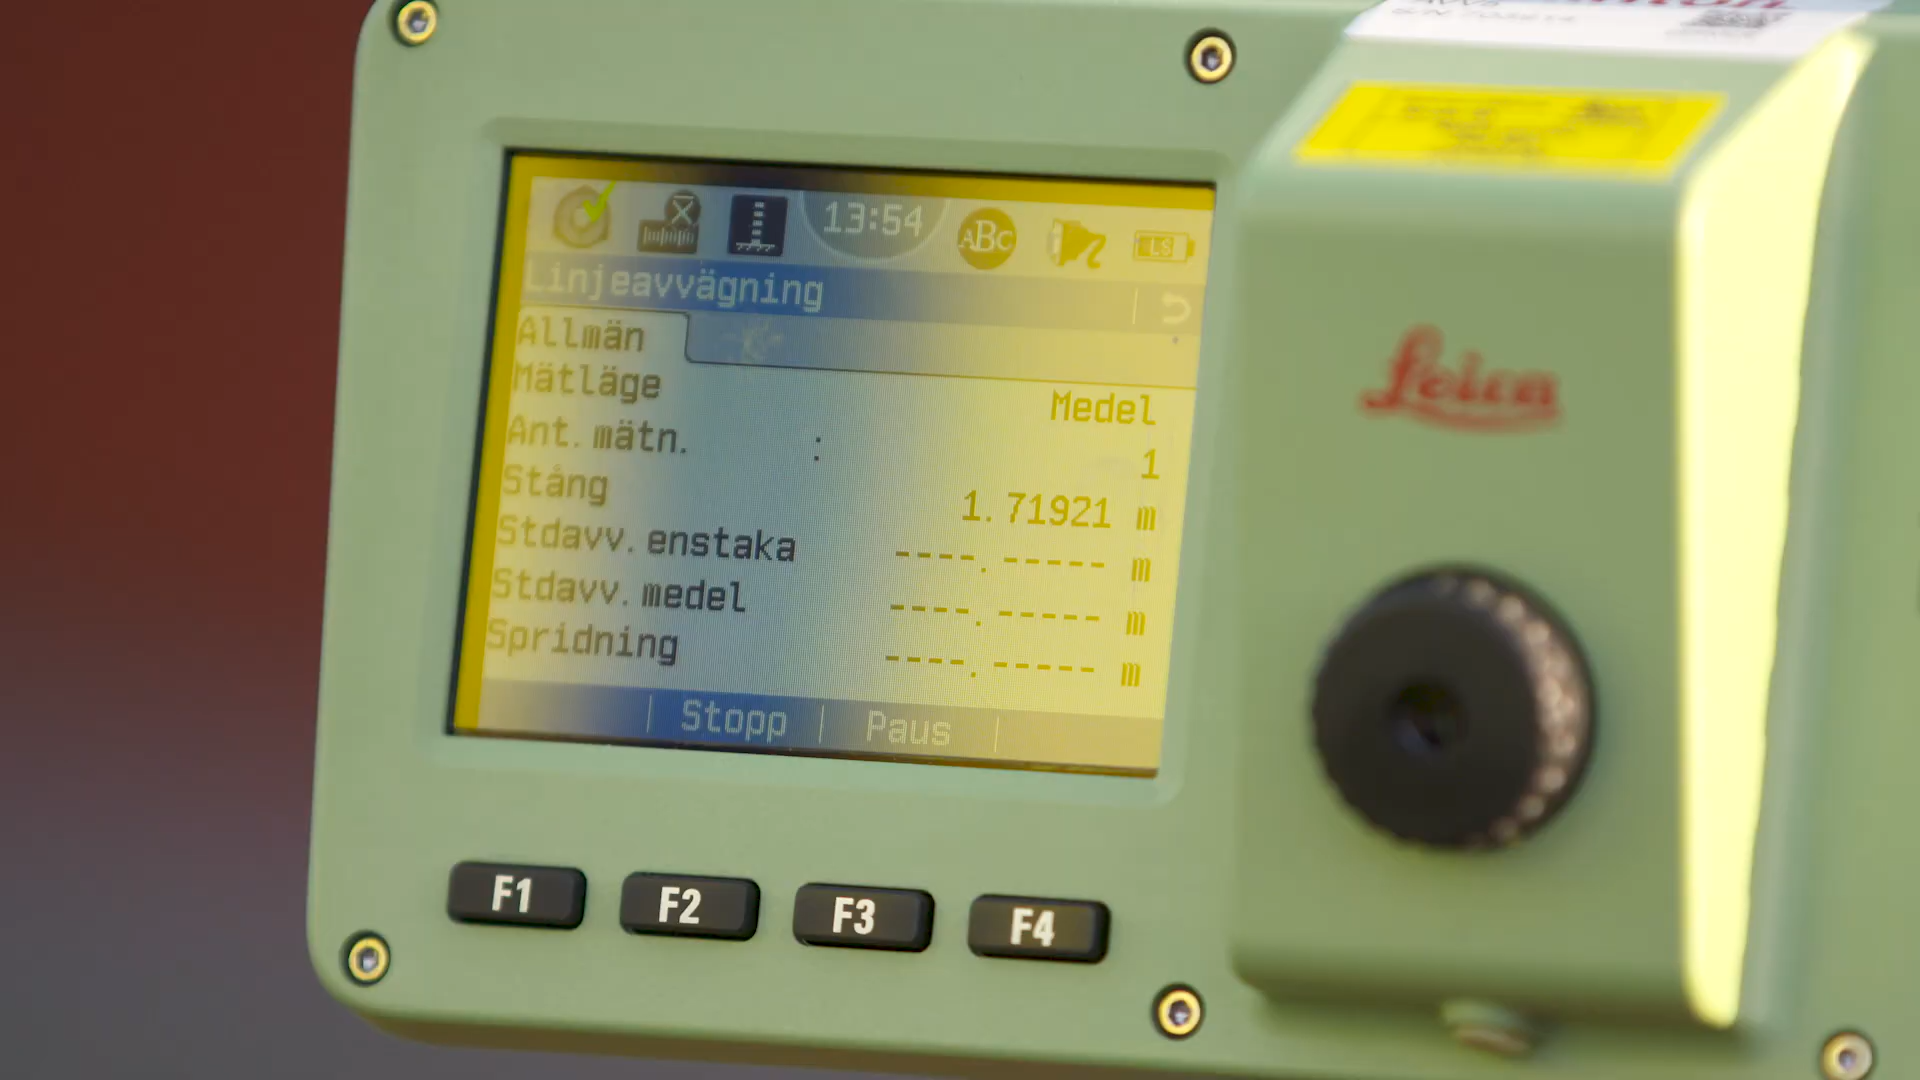 13:54
ABC
LS
Linjeavvägning
Allmän
Mätläge Medel
Ant. mätn. : 1
Stång 1.71921 m
Stdavv. enstaka ----.----- m
Stdavv. medel ----.----- m
Spridning ----.----- m
Stopp | Paus
Leica
F1 F2 F3 F4